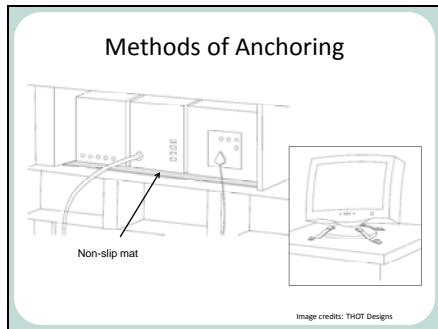 Methods of Anchoring
Non-slip mat
Image credits: THOT Designs